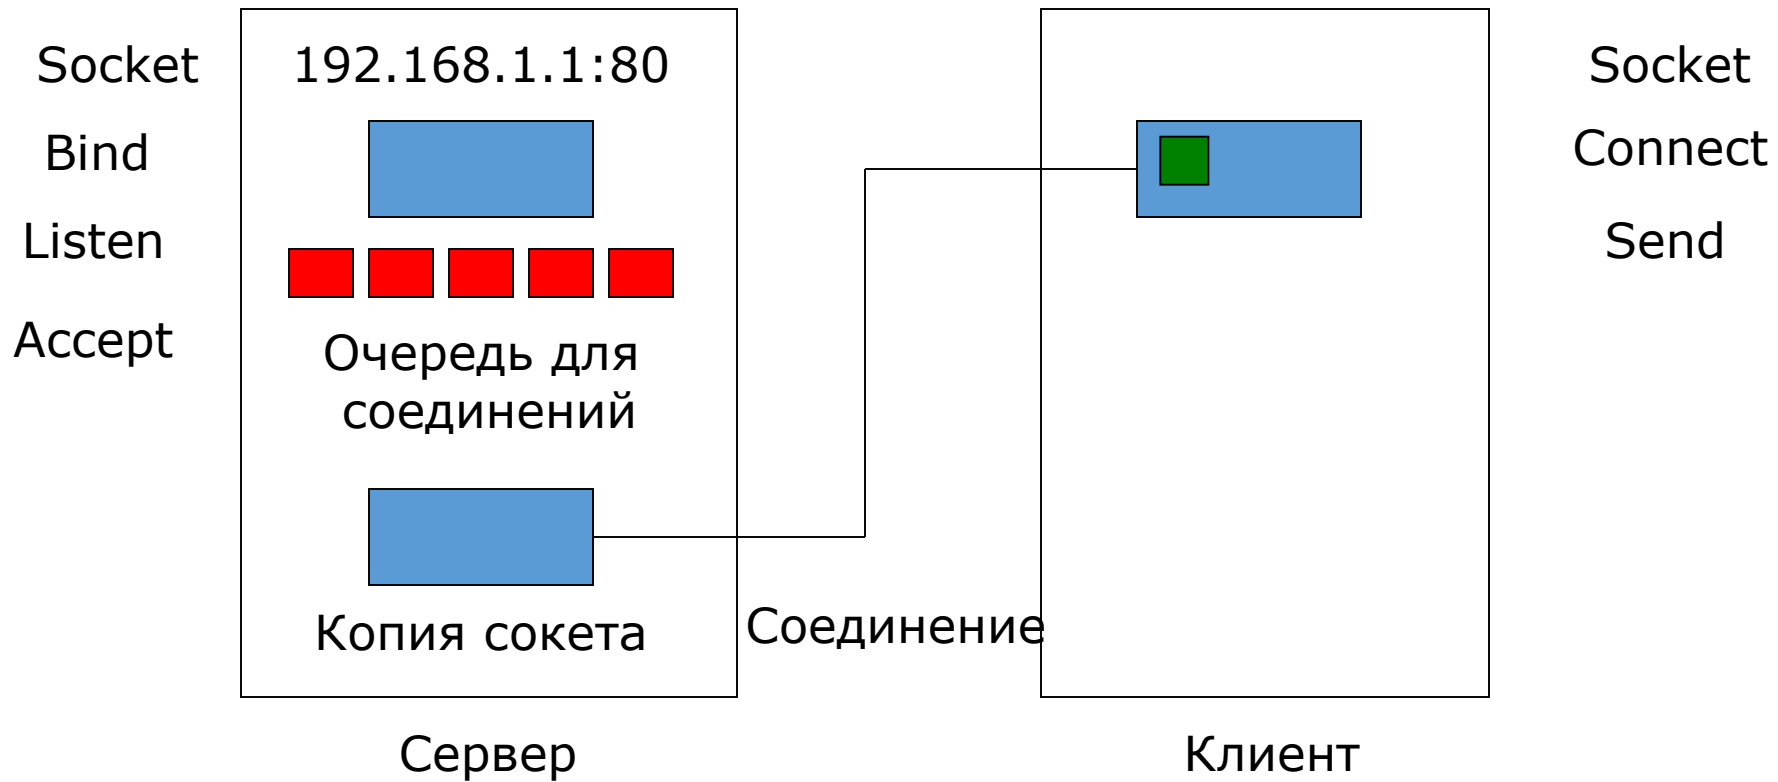 Socket
192.168.1.1:80
Socket
Bind
Connect
Listen
Send
Accept
Очередь для
соединений
Копия сокета
Соединение
Сервер
Клиент